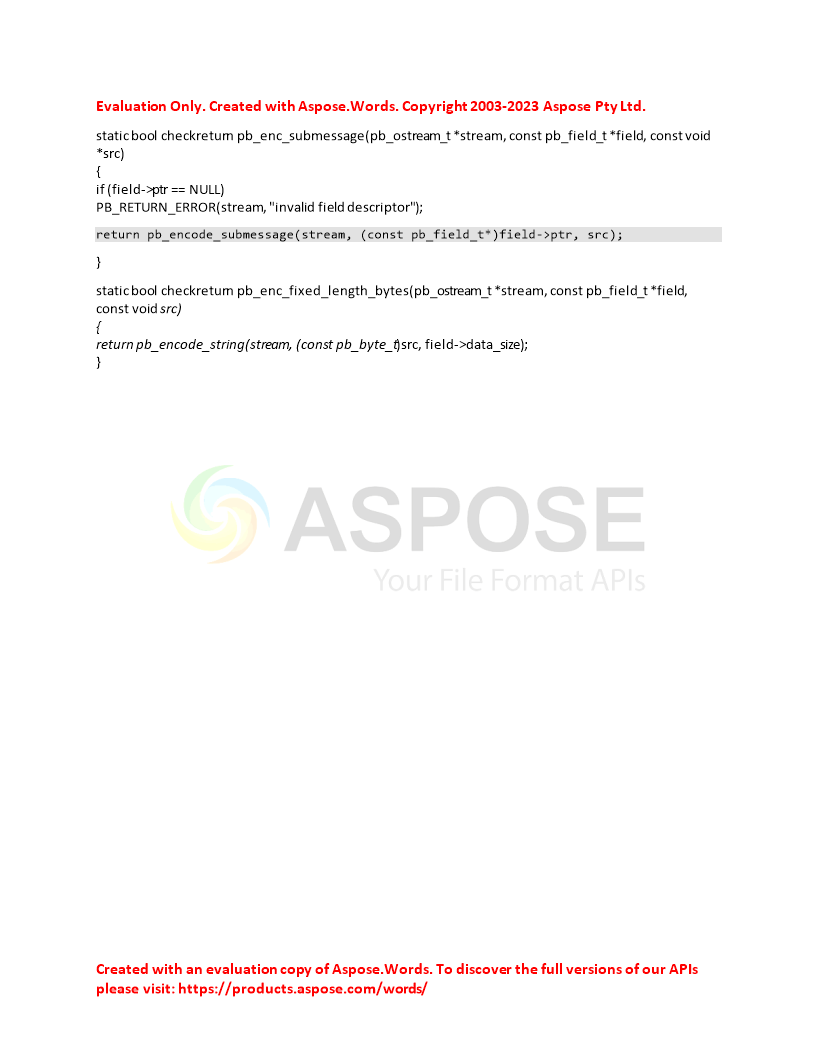 Evaluation Only. Created with Aspose.Words. Copyright 2003-2023 Aspose Pty Ltd.
static bool checkreturn pb_enc_submessage(pb_ostream_t *stream, const pb_field_t *field, const void
*src)
{
if (field->ptr == NULL)
PB_RETURN_ERROR(stream, "invalid field descriptor");
return pb_encode_submessage(stream, (const pb_field_t*)field->ptr, src);
}
static bool checkreturn pb_enc_fixed_length_bytes(pb_ostream_t *stream, const pb_field_t *field,
const void src)
{
return pb_encode_string(stream, (const pb_byte_t)src, field->data_size);
}
ASPOSE
Your File Format APIs
Created with an evaluation copy of Aspose.Words. To discover the full versions of our APIs
please visit: https://products.aspose.com/words/